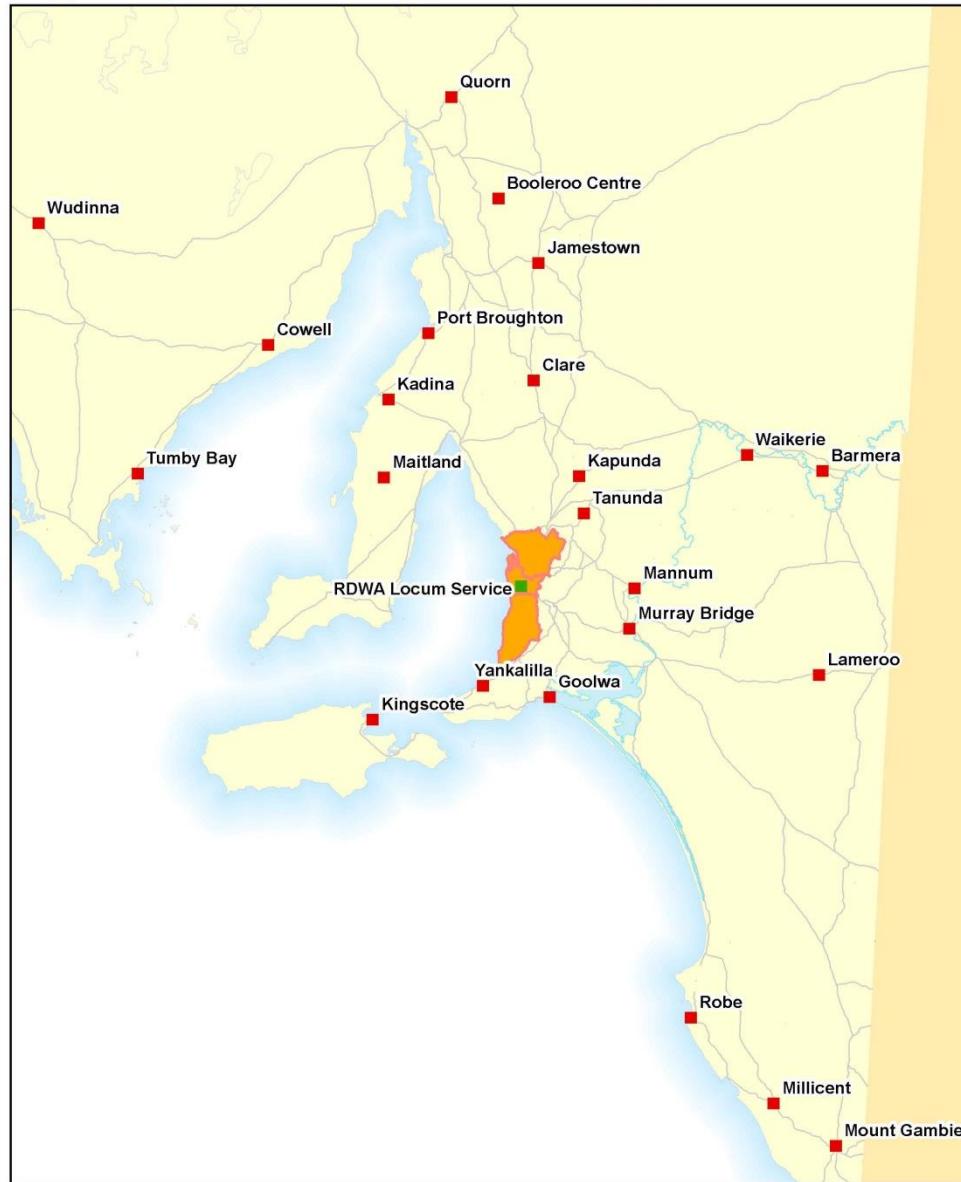 Quorn
Booleroo Centre
Wudinna
Jamestown
Cowell
Port Broughton
Clare
Kadina
Tumby Bay
Maitland
Waikerie
Kapunda
Barmera
Tanunda
RDWA Locum Service
Mannum
Murray Bridge
Lameroo
Yankalilla
Goolwa
Kingscote
Robe
Millicent
Mount Gambie